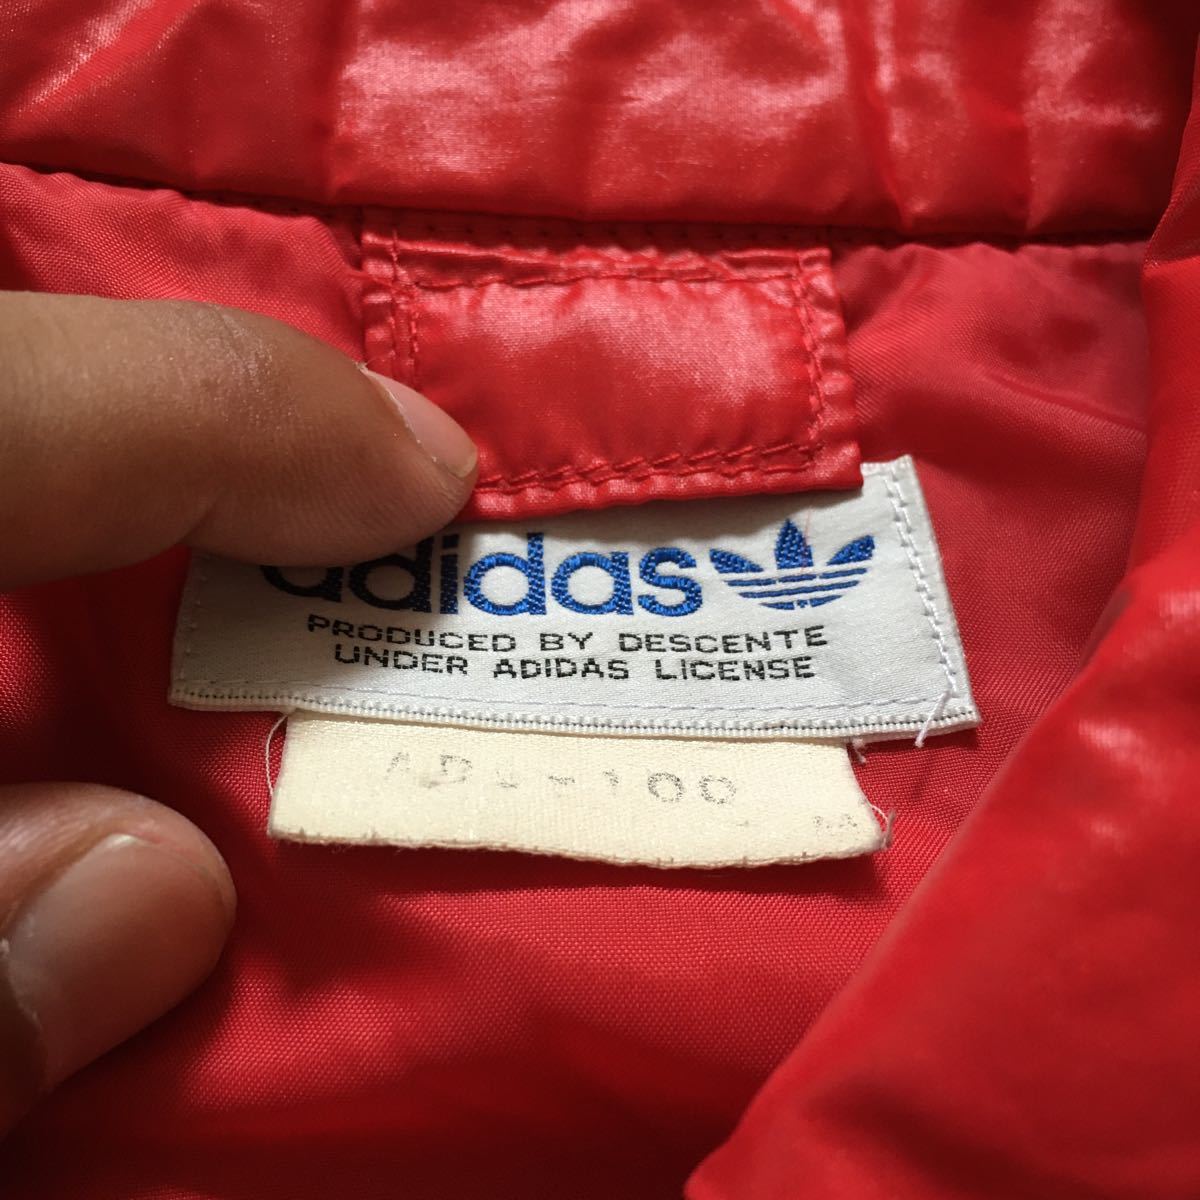 adidas
PRODUCED BY DESCENTE
UNDER ADIDAS LICENSE